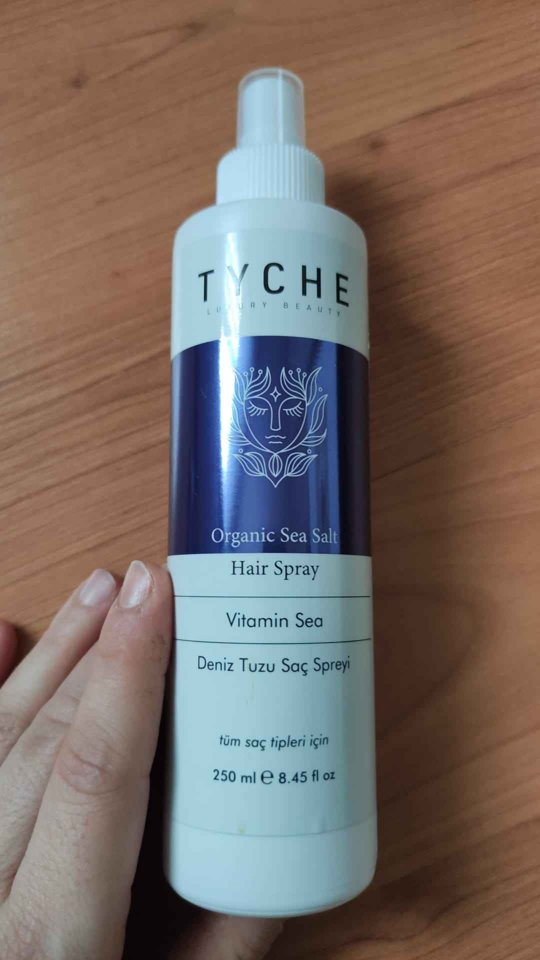 TYCHE
LUXURY BEAUTY
Organic Sea Salt
Hair Spray
Vitamin Sea
Deniz Tuzu Saç Spreyi
tüm saç tipleri için
250 ml ℮ 8.45 fl oz